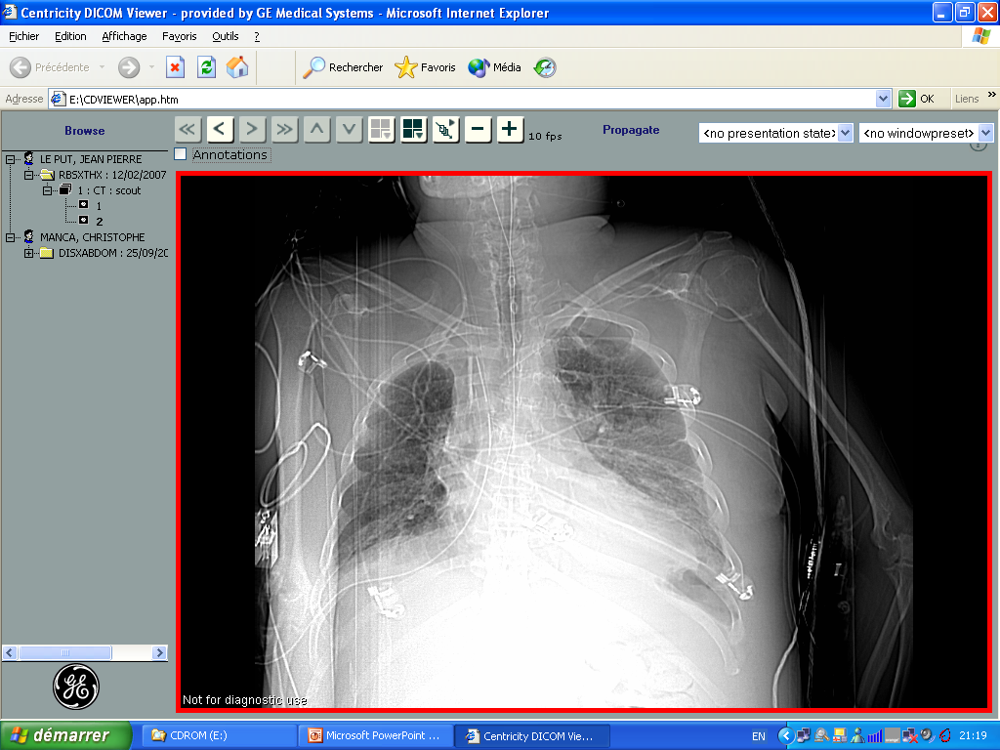 Centricity DICOM Viewer - provided by GE Medical Systems - Microsoft Internet Explorer
Fichier Edition Affichage Favoris Outils ?
Précédente Rechercher Favoris Média
Adresse E:\CDVIEWER\app.htm OK Liens »
Browse
10 fps Propagate <no presentation state> <no windowpreset>
Annotations
LE PUT, JEAN PIERRE
RBSXTHX : 12/02/2007
1 : CT : scout
1
2
MANCA, CHRISTOPHE
DISXABDOM : 25/09/20
GE
Not for diagnostic use
démarrer CDROM (E:) Microsoft PowerPoint ... Centricity DICOM Vie... EN 21:19